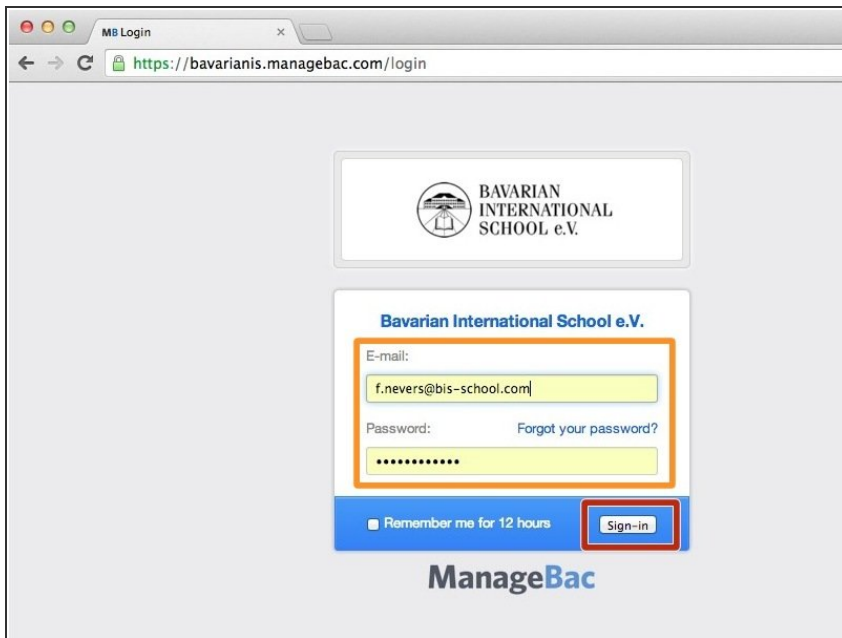 MB Login
https://bavarianis.managebac.com/login
BAVARIAN
INTERNATIONAL
SCHOOL e.V.
Bavarian International School e.V.
E-mail:
f.nevers@bis-school.com
Password: Forgot your password?
••••••••••••
Remember me for 12 hours Sign-in
ManageBac